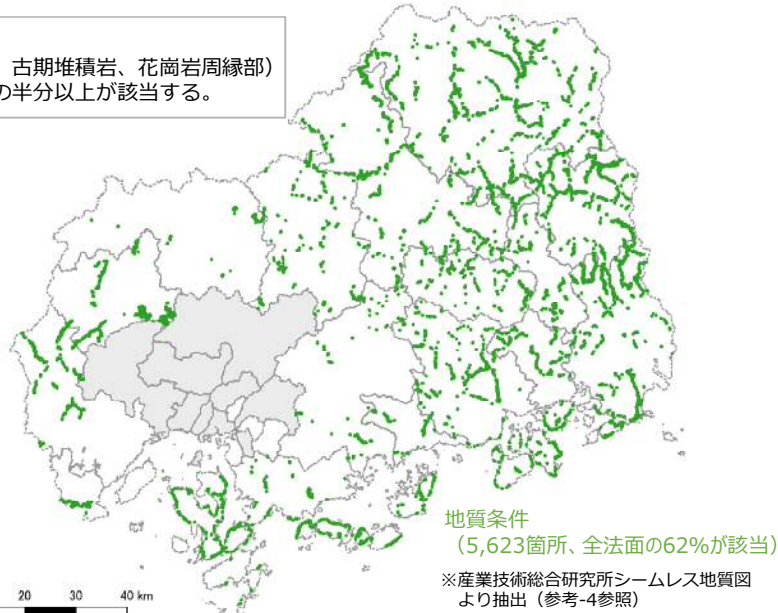 古期堆積岩、花崗岩周縁部）
の半分以上が該当する。
地質条件
（5,623箇所、全法面の62%が該当）
※産業技術総合研究所シームレス地質図
より抽出（参考-4参照）
20 30 40 km